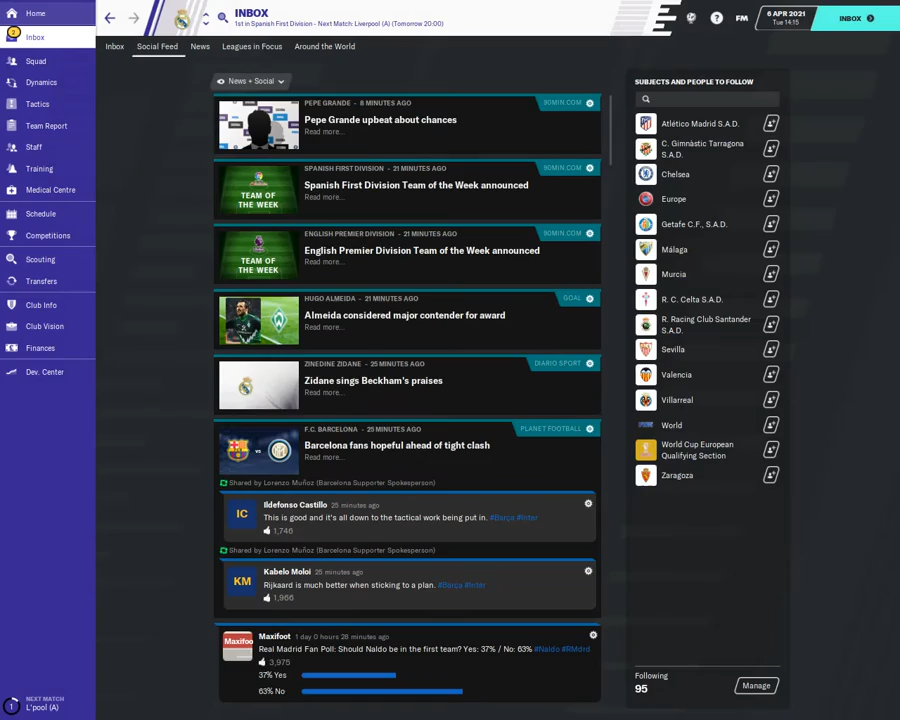 Home
INBOX
1st in Spanish First Division - Next Match: Liverpool (A) (Tomorrow 20:00)
FM
6 APR 2021
Tue 14:15
INBOX
2
Inbox
Squad
Dynamics
Tactics
Team Report
Staff
Training
Medical Centre
Schedule
Competitions
Scouting
Transfers
Club Info
Club Vision
Finances
Dev. Center
1
NEXT MATCH
L'pool (A)
Inbox
Social Feed
News
Leagues in Focus
Around the World
News + Social
PEPE GRANDE - 8 MINUTES AGO
90MIN.COM
Pepe Grande upbeat about chances
Read more...
TEAM OF
THE WEEK
SPANISH FIRST DIVISION - 21 MINUTES AGO
90MIN.COM
Spanish First Division Team of the Week announced
Read more...
TEAM OF
THE WEEK
ENGLISH PREMIER DIVISION - 21 MINUTES AGO
90MIN.COM
English Premier Division Team of the Week announced
Read more...
HUGO ALMEIDA - 21 MINUTES AGO
GOAL
Almeida considered major contender for award
Read more...
ZINEDINE ZIDANE - 25 MINUTES AGO
DIARIO SPORT
Zidane sings Beckham's praises
Read more...
vs
F.C. BARCELONA - 25 MINUTES AGO
PLANET FOOTBALL
Barcelona fans hopeful ahead of tight clash
Read more...
Shared by Lorenzo Muñoz (Barcelona Supporter Spokesperson)
IC
Ildefonso Castillo 25 minutes ago
This is good and it's all down to the tactical work being put in. #Barça #Inter
1,746
Shared by Lorenzo Muñoz (Barcelona Supporter Spokesperson)
KM
Kabelo Moloi 25 minutes ago
Rijkaard is much better when sticking to a plan. #Barça #Inter
1,966
Maxifoo
Maxifoot 1 day 0 hours 28 minutes ago
Real Madrid Fan Poll: Should Naldo be in the first team? Yes: 37% / No: 63% #Naldo #RMdrd
3,975
37% Yes
63% No
SUBJECTS AND PEOPLE TO FOLLOW
Atlético Madrid S.A.D.
C. Gimnàstic Tarragona
S.A.D.
Chelsea
Europe
Getafe C.F., S.A.D.
Málaga
Murcia
R. C. Celta S.A.D.
R. Racing Club Santander
S.A.D.
Sevilla
Valencia
Villarreal
World
World Cup European
Qualifying Section
Zaragoza
Following
95
Manage